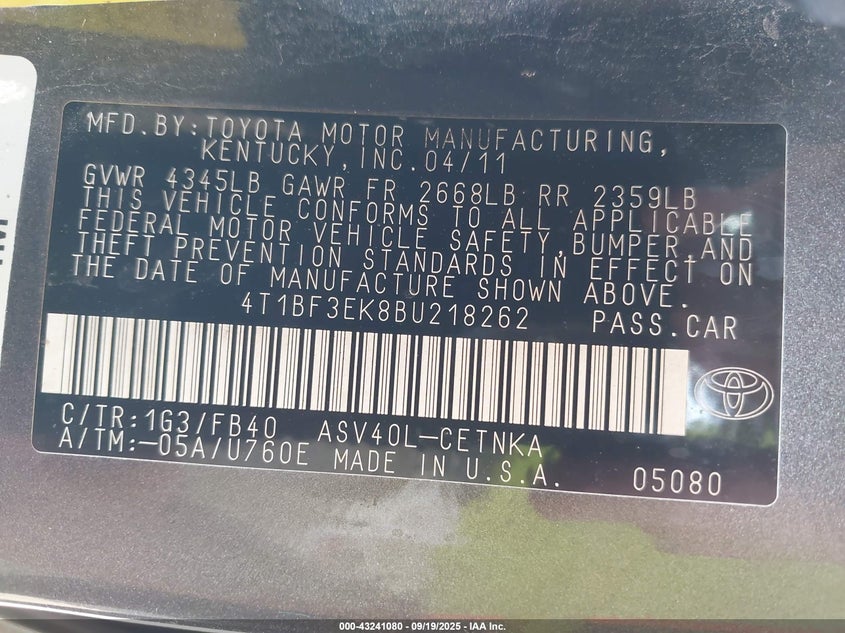 MFD.BY:TOYOTA MOTOR MANUFACTURING,
KENTUCKY,INC.04/11
GVWR 4345LB GAWR FR 2668LB RR 2359LB
THIS VEHICLE CONFORMS TO ALL APPLICABLE
FEDERAL MOTOR VEHICLE SAFETY,BUMPER,AND
THEFT PREVENTION STANDARDS IN EFFECT ON
THE DATE OF MANUFACTURE SHOWN ABOVE.
4T1BF3EK8BU218262 PASS.CAR
C/TR:1G3/FB40 ASV40L-CETNKA
A/TM:-05A/U760E MADE IN U.S.A. 05080
000-43241080 - 09/19/2025 - IAA Inc.